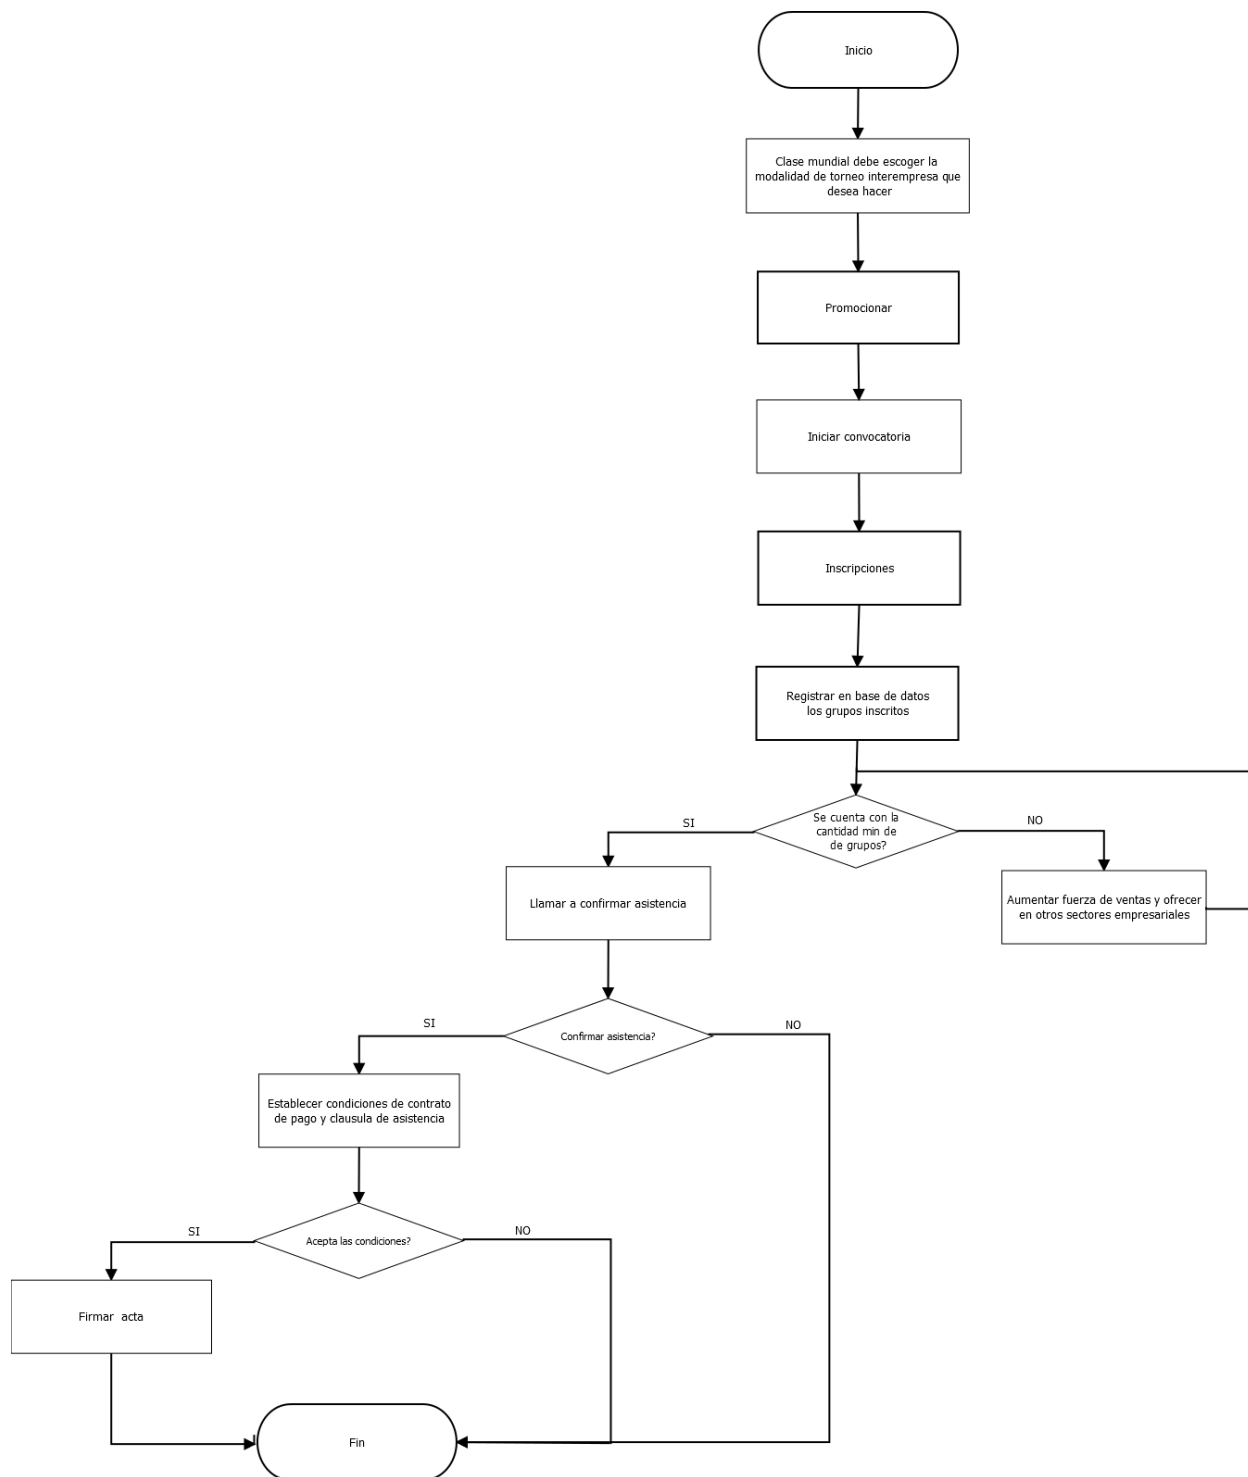 Inicio
Clase mundial debe escoger la
modalidad de torneo interempresa que
desea hacer
Promocionar
Iniciar convocatoria
Inscripciones
Registrar en base de datos
los grupos inscritos
Se cuenta con la
cantidad min de
de grupos?
SI
NO
Llamar a confirmar asistencia
Aumentar fuerza de ventas y ofrecer
en otros sectores empresariales
Confirmar asistencia?
SI
NO
Establecer condiciones de contrato
de pago y clausula de asistencia
Acepta las condiciones?
SI
NO
Firmar acta
Fin